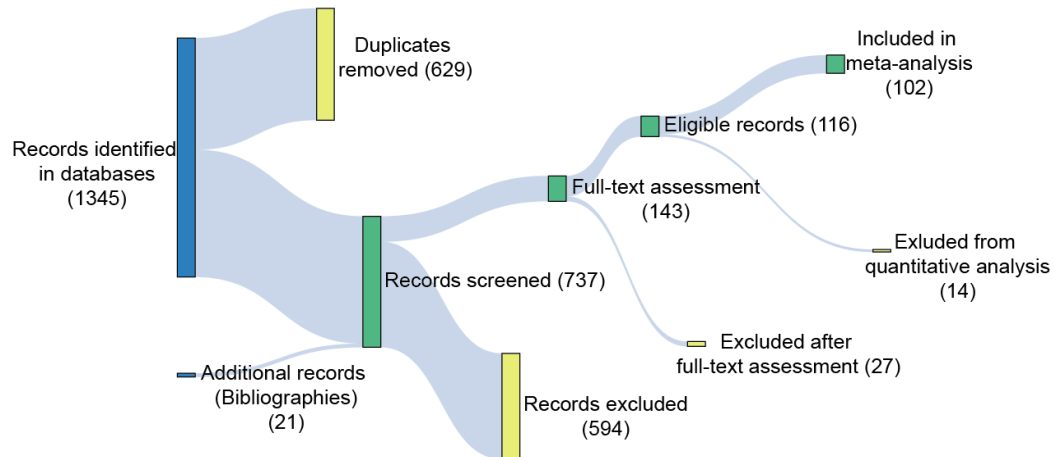 Duplicates
removed (629)
Records identified
in databases
(1345)
Included in
meta-analysis
(102)
Eligible records (116)
Full-text assessment
(143)
Exluded from
quantitative analysis
(14)
Records screened (737)
Additional records
(Bibliographies)
(21)
Excluded after
full-text assessment (27)
Records excluded
(594)